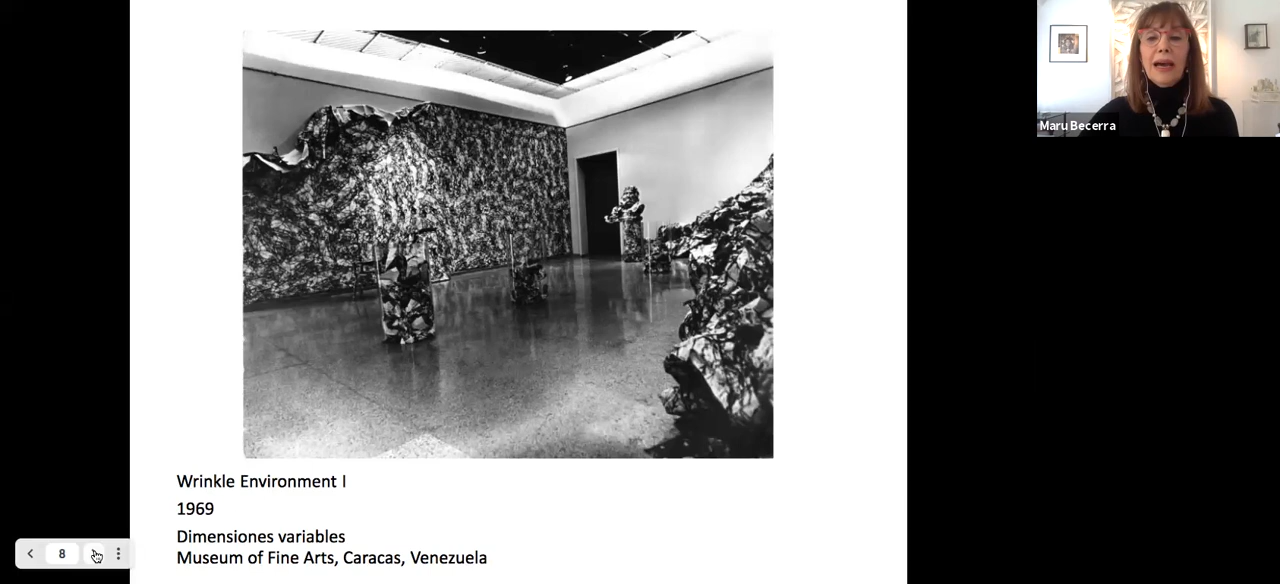 Maru Becerra
Wrinkle Environment I
1969
Dimensiones variables
Museum of Fine Arts, Caracas, Venezuela
8